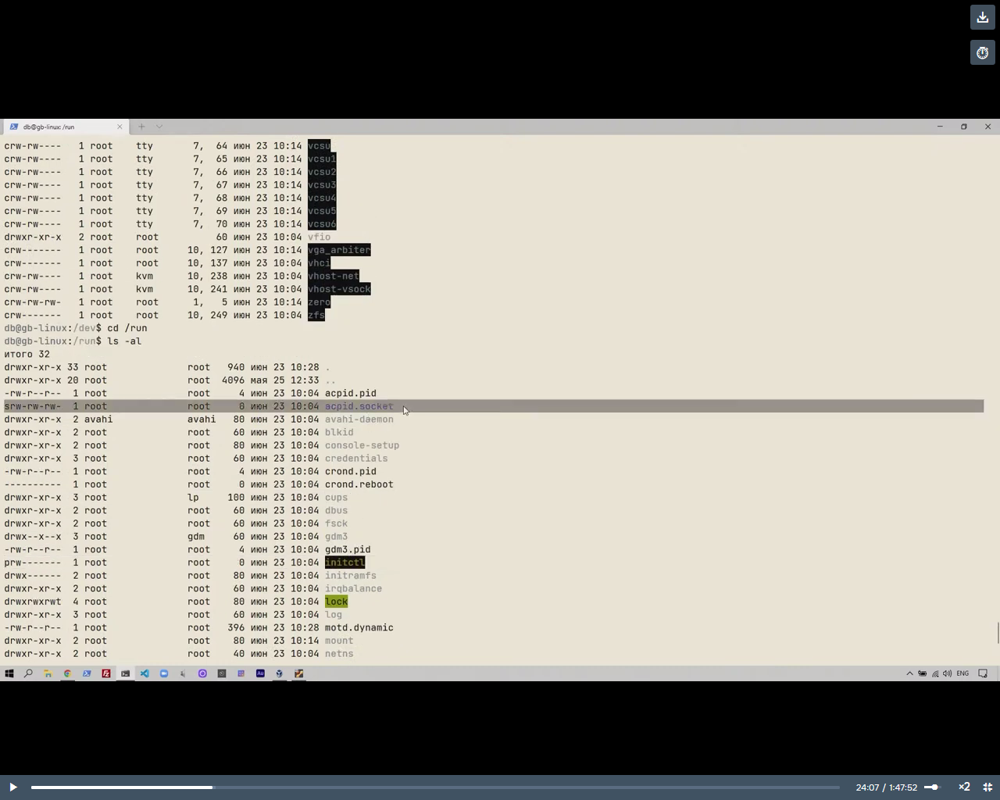 db@gb-linux: /run
crw-rw---- 1 root tty 7, 64 июн 23 10:14 vcsu
crw-rw---- 1 root tty 7, 65 июн 23 10:14 vcsu1
crw-rw---- 1 root tty 7, 66 июн 23 10:14 vcsu2
crw-rw---- 1 root tty 7, 67 июн 23 10:14 vcsu3
crw-rw---- 1 root tty 7, 68 июн 23 10:14 vcsu4
crw-rw---- 1 root tty 7, 69 июн 23 10:14 vcsu5
crw-rw---- 1 root tty 7, 70 июн 23 10:14 vcsu6
drwxr-xr-x 2 root root 60 июн 23 10:04 vfio
crw------- 1 root root 10, 127 июн 23 10:14 vga_arbiter
crw------- 1 root root 10, 137 июн 23 10:04 vhci
crw-rw---- 1 root kvm 10, 238 июн 23 10:04 vhost-net
crw-rw---- 1 root kvm 10, 241 июн 23 10:04 vhost-vsock
crw-rw-rw- 1 root root 1, 5 июн 23 10:14 zero
crw------- 1 root root 10, 249 июн 23 10:04 zfs
db@gb-linux:/dev$ cd /run
db@gb-linux:/run$ ls -al
итого 32
drwxr-xr-x 33 root root 940 июн 23 10:28 .
drwxr-xr-x 20 root root 4096 мая 25 12:33 ..
-rw-r--r-- 1 root root 4 июн 23 10:04 acpid.pid
srw-rw-rw- 1 root root 0 июн 23 10:04 acpid.socket
drwxr-xr-x 2 avahi avahi 80 июн 23 10:04 avahi-daemon
drwxr-xr-x 2 root root 60 июн 23 10:04 blkid
drwxr-xr-x 2 root root 80 июн 23 10:04 console-setup
drwxr-xr-x 3 root root 60 июн 23 10:04 credentials
-rw-r--r-- 1 root root 4 июн 23 10:04 crond.pid
---------- 1 root root 0 июн 23 10:04 crond.reboot
drwxr-xr-x 3 root lp 100 июн 23 10:04 cups
drwxr-xr-x 2 root root 60 июн 23 10:04 dbus
drwxr-xr-x 2 root root 60 июн 23 10:04 fsck
drwx--x--x 3 root gdm 60 июн 23 10:04 gdm3
-rw-r--r-- 1 root root 4 июн 23 10:04 gdm3.pid
prw------- 1 root root 0 июн 23 10:04 initctl
drwx------ 2 root root 80 июн 23 10:04 initramfs
drwxr-xr-x 2 root root 60 июн 23 10:04 irqbalance
drwxrwxrwt 4 root root 80 июн 23 10:04 lock
drwxr-xr-x 3 root root 60 июн 23 10:04 log
-rw-r--r-- 1 root root 396 июн 23 10:28 motd.dynamic
drwxr-xr-x 2 root root 80 июн 23 10:14 mount
drwxr-xr-x 2 root root 40 июн 23 10:04 netns
Au
ENG
24:07 / 1:47:52
×2